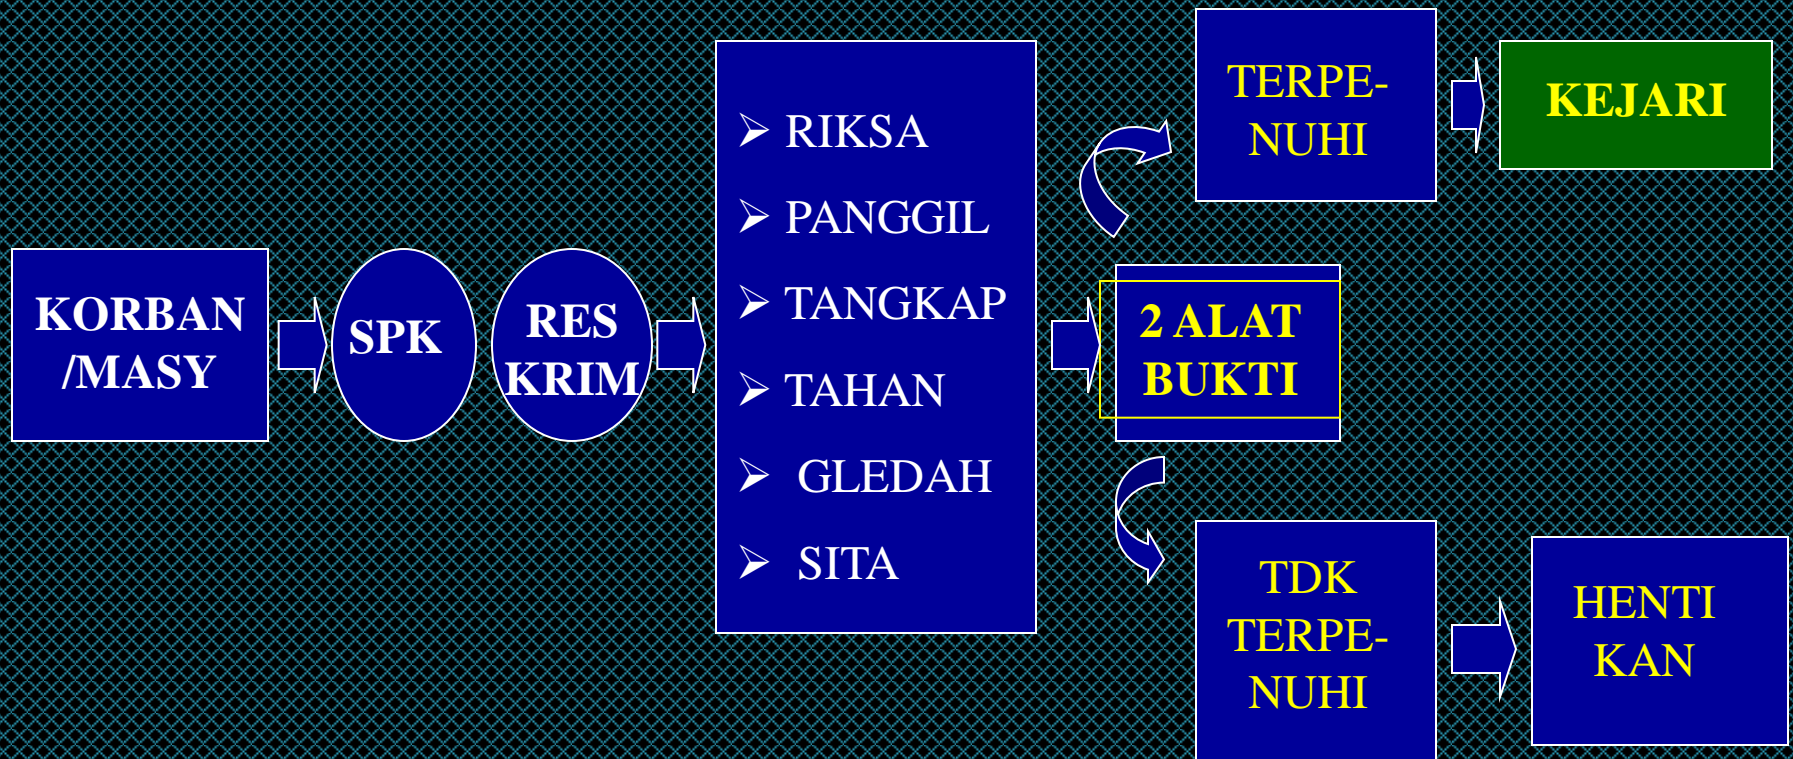 KORBAN
/MASY
SPK
RES
KRIM
➢ RIKSA
➢ PANGGIL
➢ TANGKAP
➢ TAHAN
➢ GLEDAH
➢ SITA
2 ALAT
BUKTI
TERPE-
NUHI
KEJARI
TDK
TERPE-
NUHI
HENTI
KAN